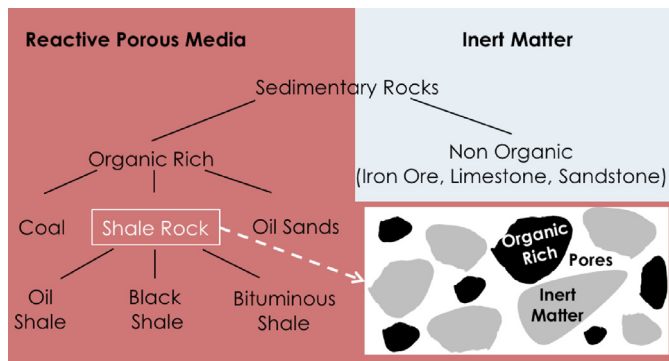 Reactive Porous Media
Inert Matter
Sedimentary Rocks
Organic Rich
Non Organic
(Iron Ore, Limestone, Sandstone)
Coal
Shale Rock
Oil Sands
Oil
Shale
Black
Shale
Bituminous
Shale
Organic
Rich
Pores
Inert
Matter